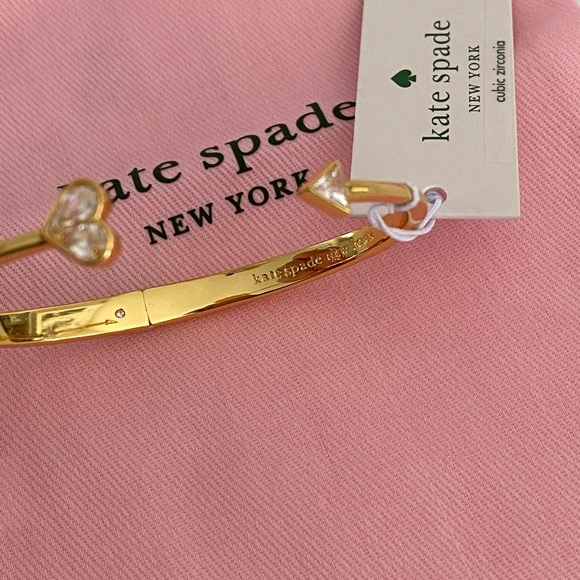 kate spade
NEW YORK
cubic zirconia
kate spade
NEW YORK
kate spade NEW YORK